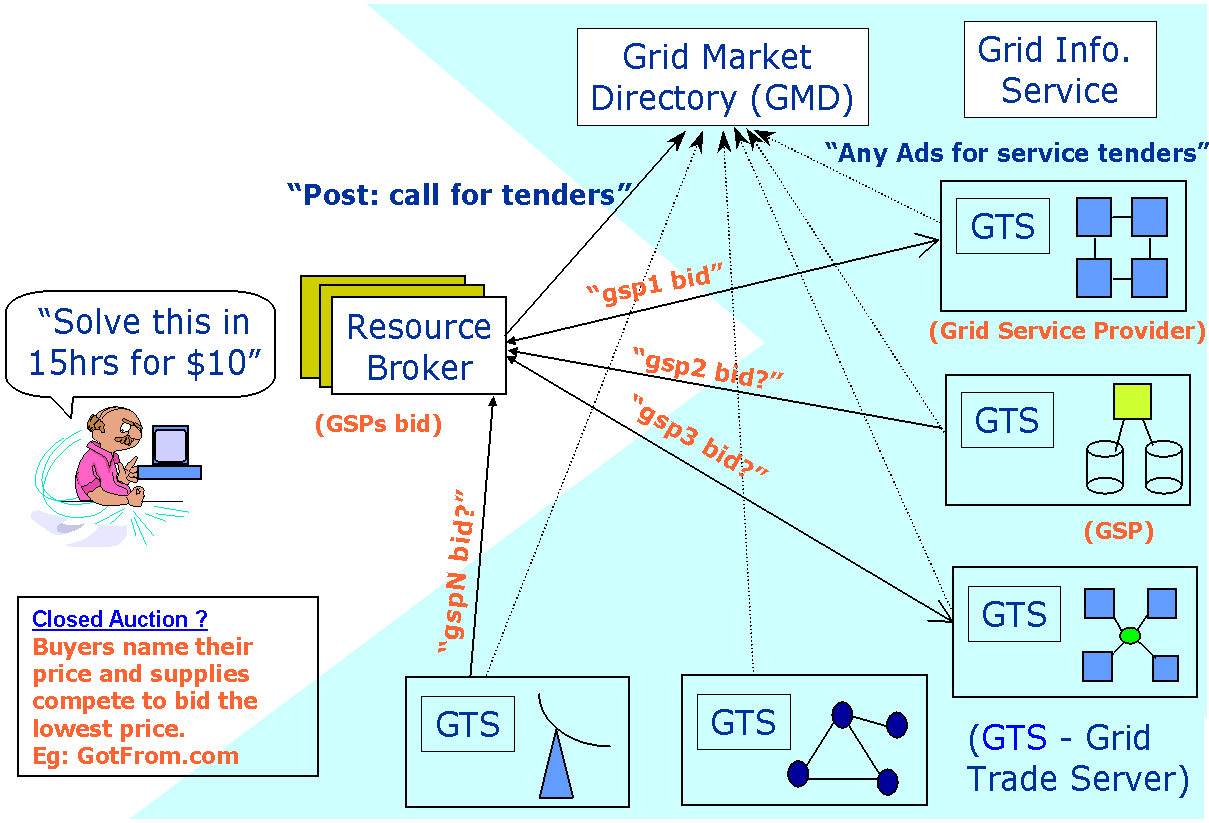 Grid Market
Directory (GMD)
Grid Info.
Service
“Any Ads for service tenders”
“Post: call for tenders”
GTS
“gsp1 bid”
(Grid Service Provider)
“Solve this in
15hrs for $10”
Resource
Broker
(GSPs bid)
“gsp2 bid?”
“gsp3 bid?”
GTS
(GSP)
“gspN bid?”
GTS
Closed Auction ?
Buyers name their
price and supplies
compete to bid the
lowest price.
Eg: GotFrom.com
GTS
GTS
(GTS - Grid
Trade Server)